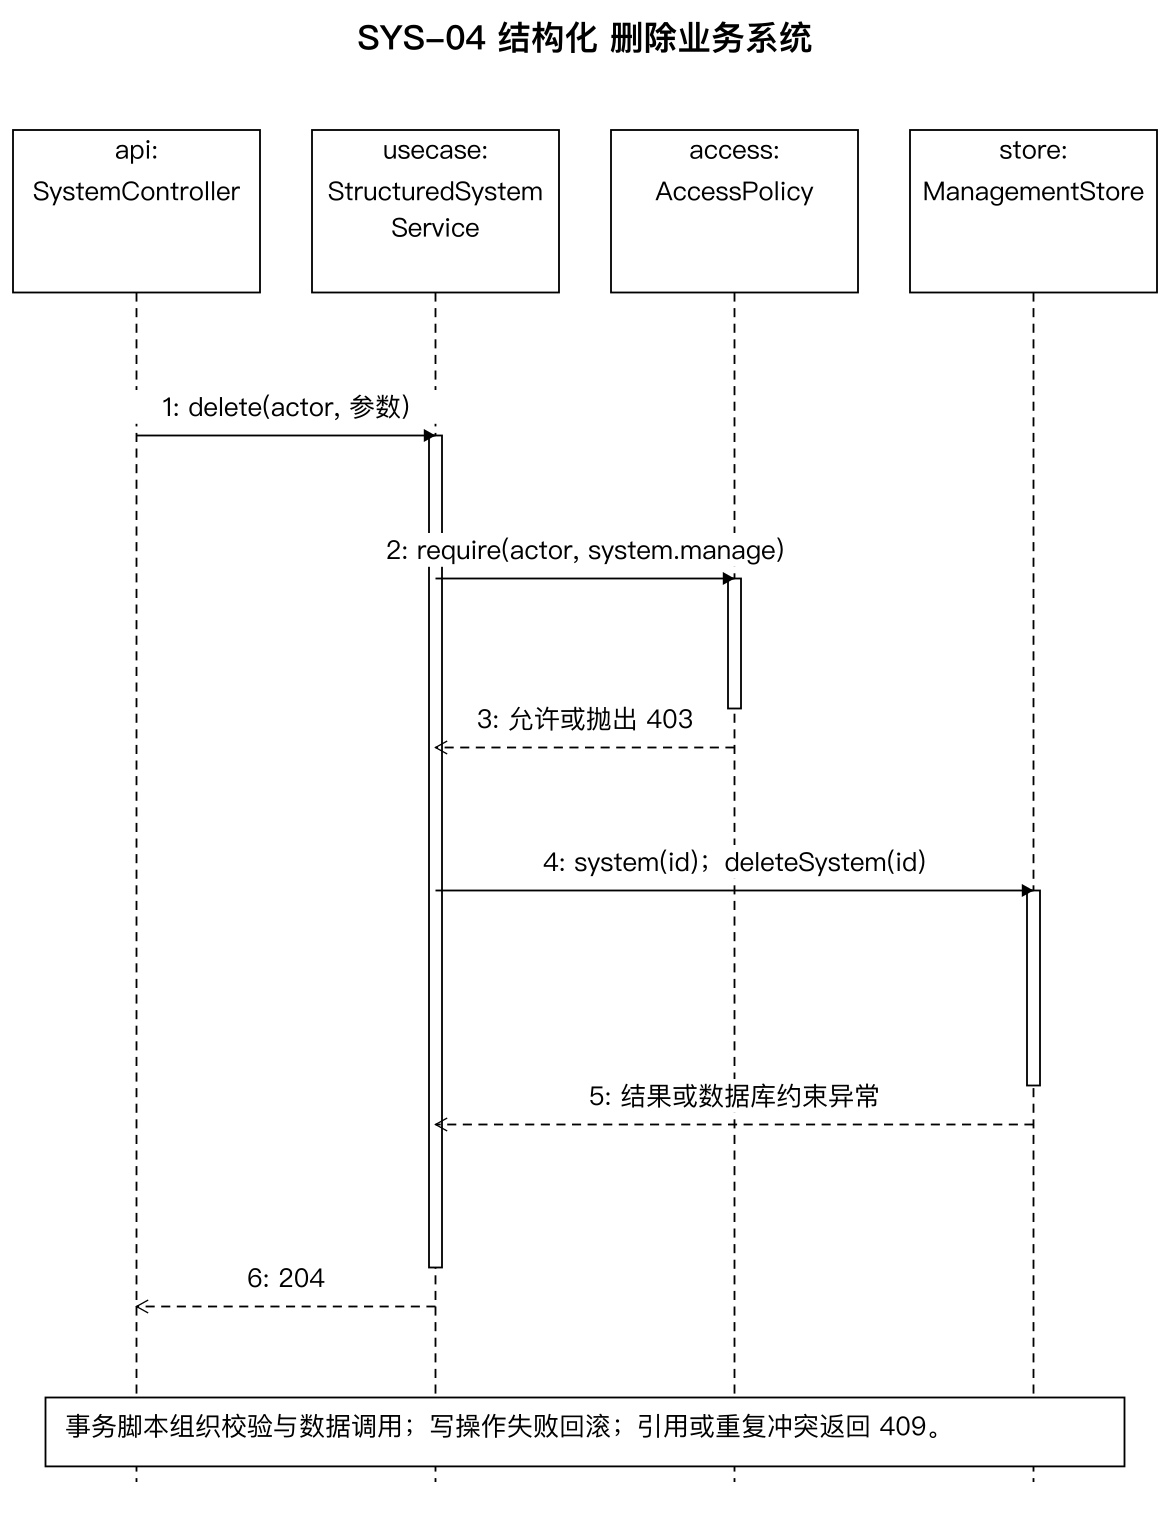 SYS–04 结构化 删除业务系统
api:
SystemController
usecase:
StructuredSystem
Service
access:
AccessPolicy
store:
ManagementStore
1: delete(actor, 参数)
2: require(actor, system.manage)
3: 允许或抛出 403
4: system(id)；deleteSystem(id)
5: 结果或数据库约束异常
6: 204
事务脚本组织校验与数据调用；写操作失败回滚；引用或重复冲突返回 409。